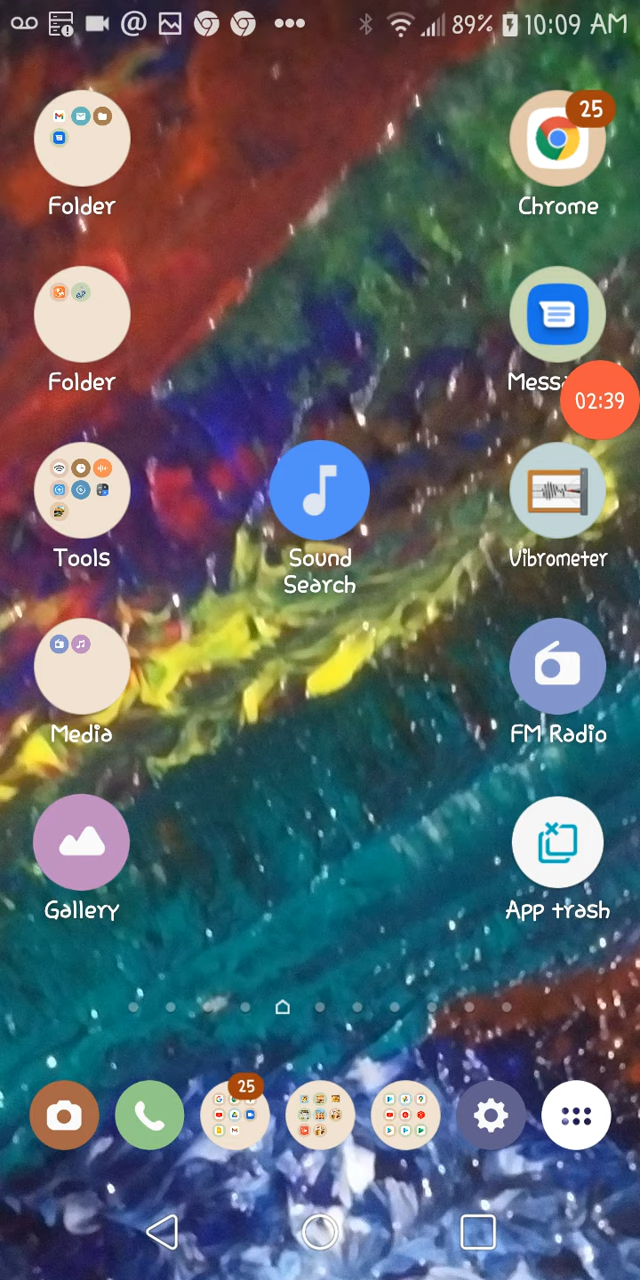 89% 10:09 AM
25
Folder
Chrome
Folder
Mess
02:39
Tools
Sound
Search
Vibrometer
Media
FM Radio
Gallery
App trash
25